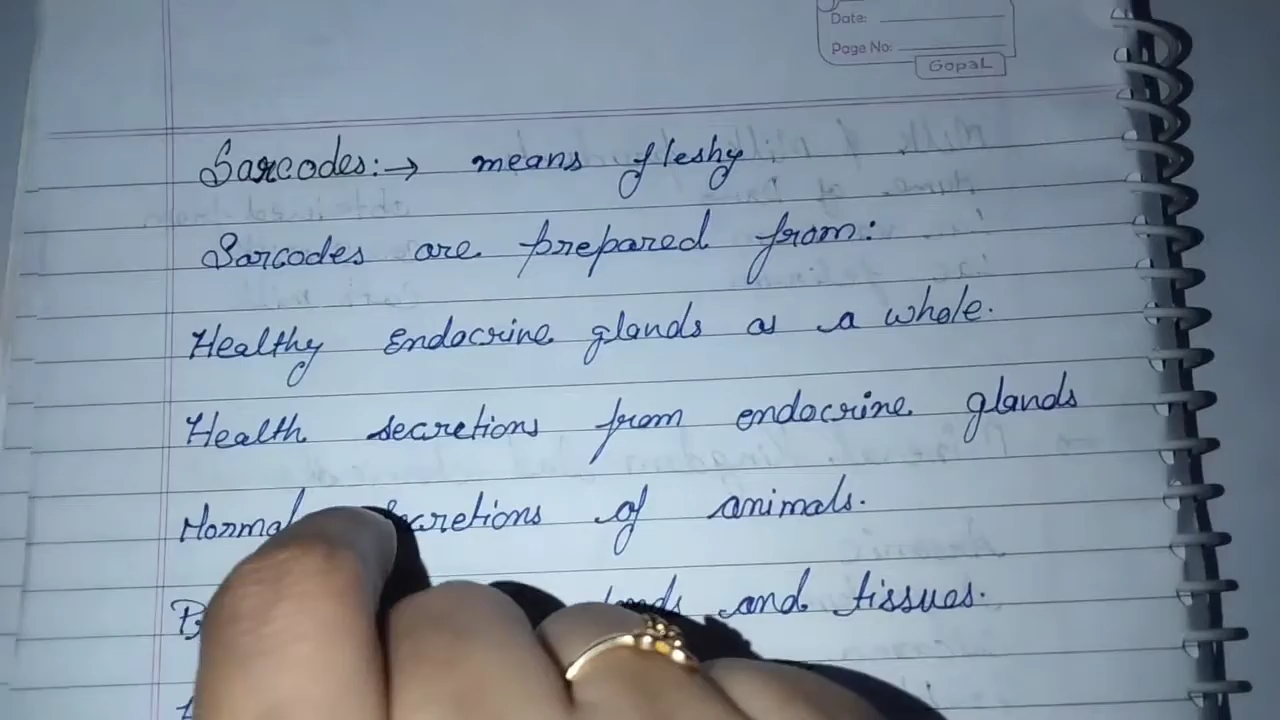 Date:
Page No:
Gopal
Sarcodes:→ means fleshy
Sarcodes are prepared from:
Healthy Endocrine glands as a whole.
Health secretions from endocrine glands
Normal secretions of animals.
and tissues.